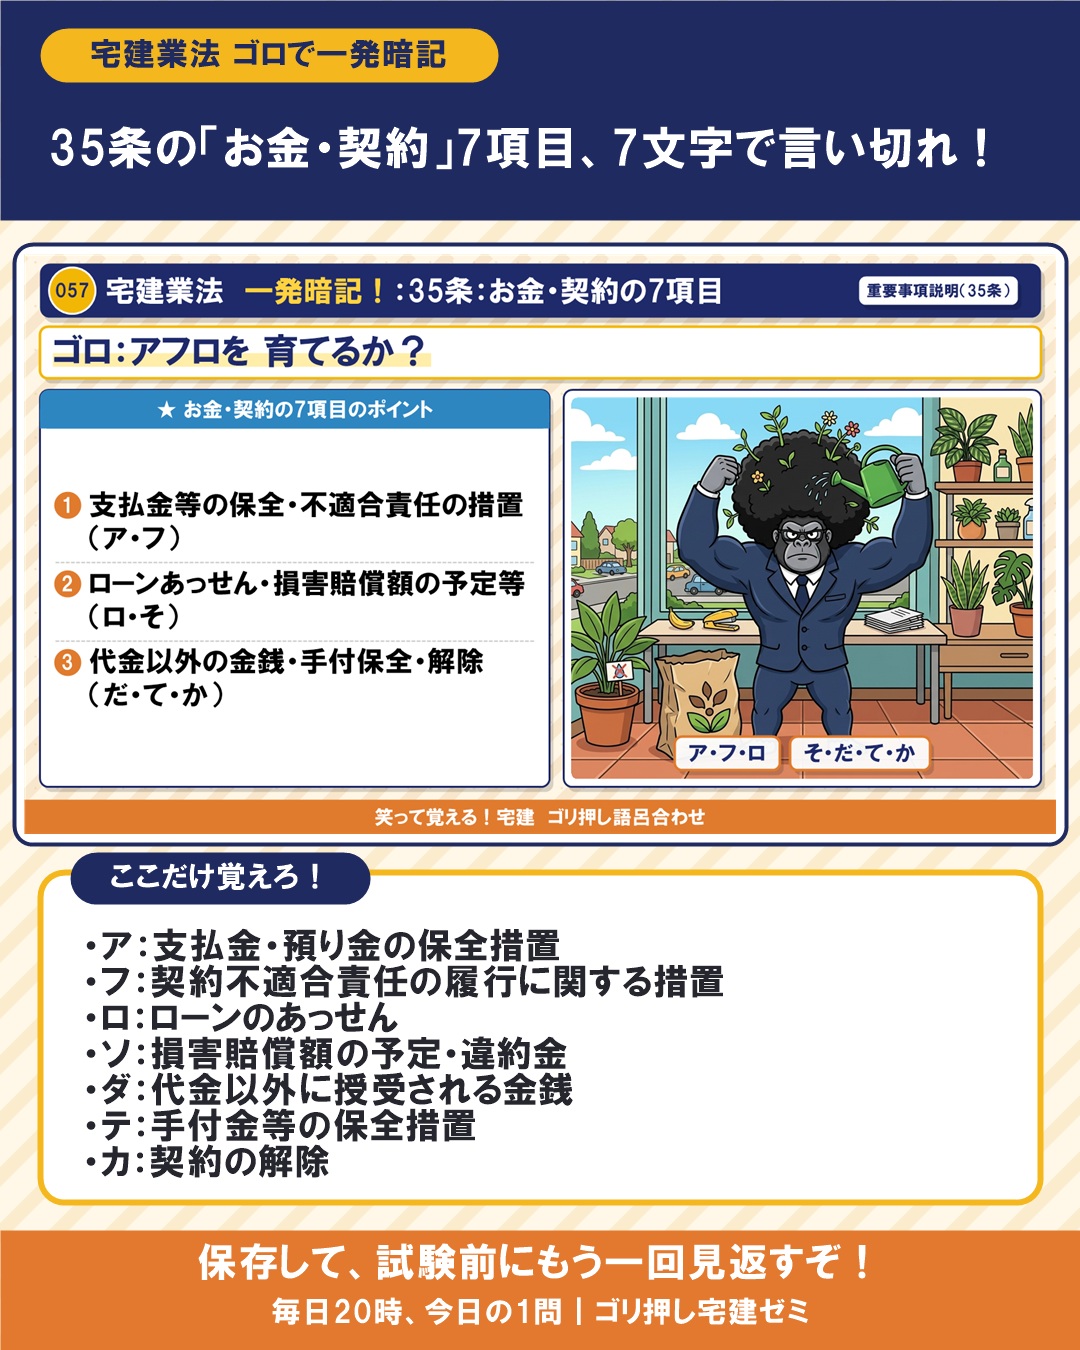 宅建業法 ゴロで一発暗記
35条の「お金・契約」7項目、7文字で言い切れ！
057 宅建業法 一発暗記！：35条：お金・契約の7項目
重要事項説明（35条）
ゴロ：アフロを 育てるか？
★ お金・契約の7項目のポイント
1 支払金等の保全・不適合責任の措置
（ア・フ）
2 ローンあっせん・損害賠償額の予定等
（ロ・そ）
3 代金以外の金銭・手付保全・解除
（だ・て・か）
ア・フ・ロ
そ・だ・て・か
笑って覚える！宅建 ゴリ押し語呂合わせ
ここだけ覚えろ！
・ア：支払金・預り金の保全措置
・フ：契約不適合責任の履行に関する措置
・ロ：ローンのあっせん
・ソ：損害賠償額の予定・違約金
・ダ：代金以外に授受される金銭
・テ：手付金等の保全措置
・カ：契約の解除
保存して、試験前にもう一回見返すぞ！
毎日20時、今日の1問｜ゴリ押し宅建ゼミ